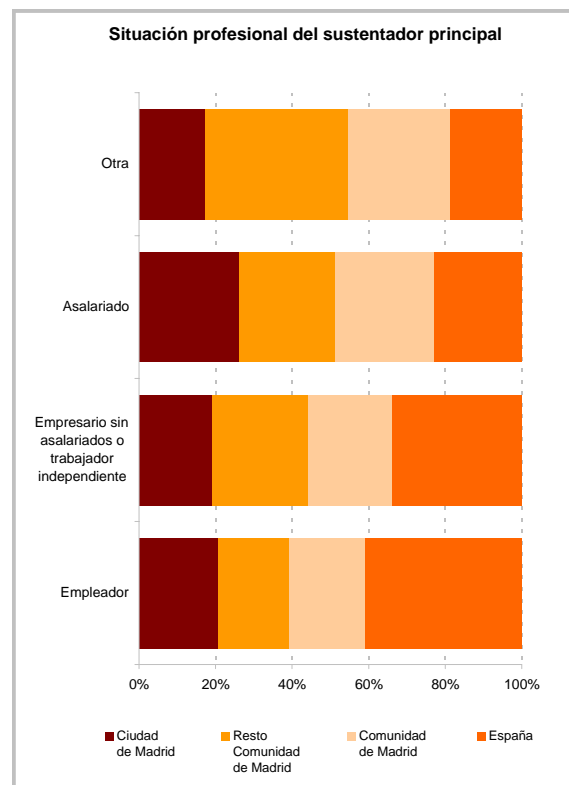 Situación profesional del sustentador principal
Otra
Asalariado
Empresario sin
asalariados o
trabajador
independiente
Empleador
0% 20% 40% 60% 80% 100%
Ciudad
de Madrid
Resto
Comunidad
de Madrid
Comunidad
de Madrid
España